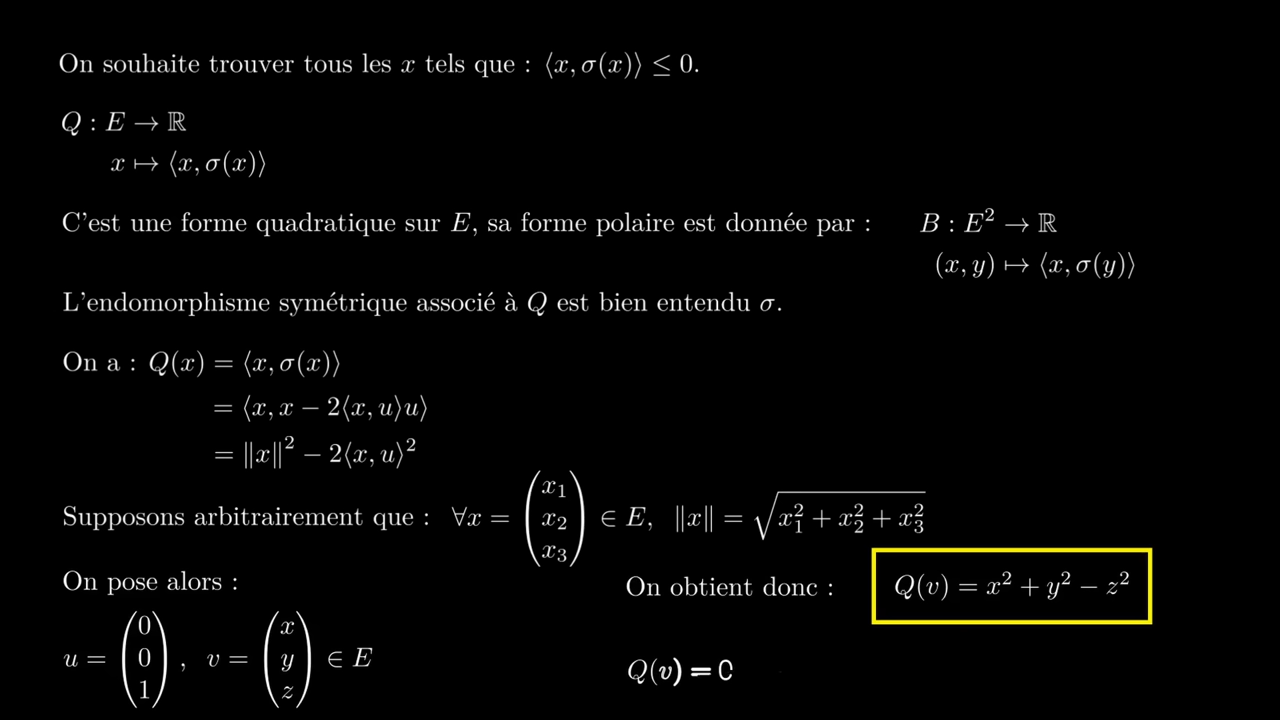 On souhaite trouver tous les x tels que : ⟨x, σ(x)⟩ ≤ 0.
Q : E → ℝ
x ↦ ⟨x, σ(x)⟩
C'est une forme quadratique sur E, sa forme polaire est donnée par : B : E² → ℝ
(x, y) ↦ ⟨x, σ(y)⟩
L'endomorphisme symétrique associé à Q est bien entendu σ.
On a : Q(x) = ⟨x, σ(x)⟩
= ⟨x, x − 2⟨x, u⟩u⟩
= ‖x‖² − 2⟨x, u⟩²
Supposons arbitrairement que : ∀x = (x₁ x₂ x₃) ∈ E, ‖x‖ = √(x₁² + x₂² + x₃²)
On pose alors :
u = (0 0 1) , v = (x y z) ∈ E
On obtient donc : Q(v) = x² + y² − z²
Q(v) = 0